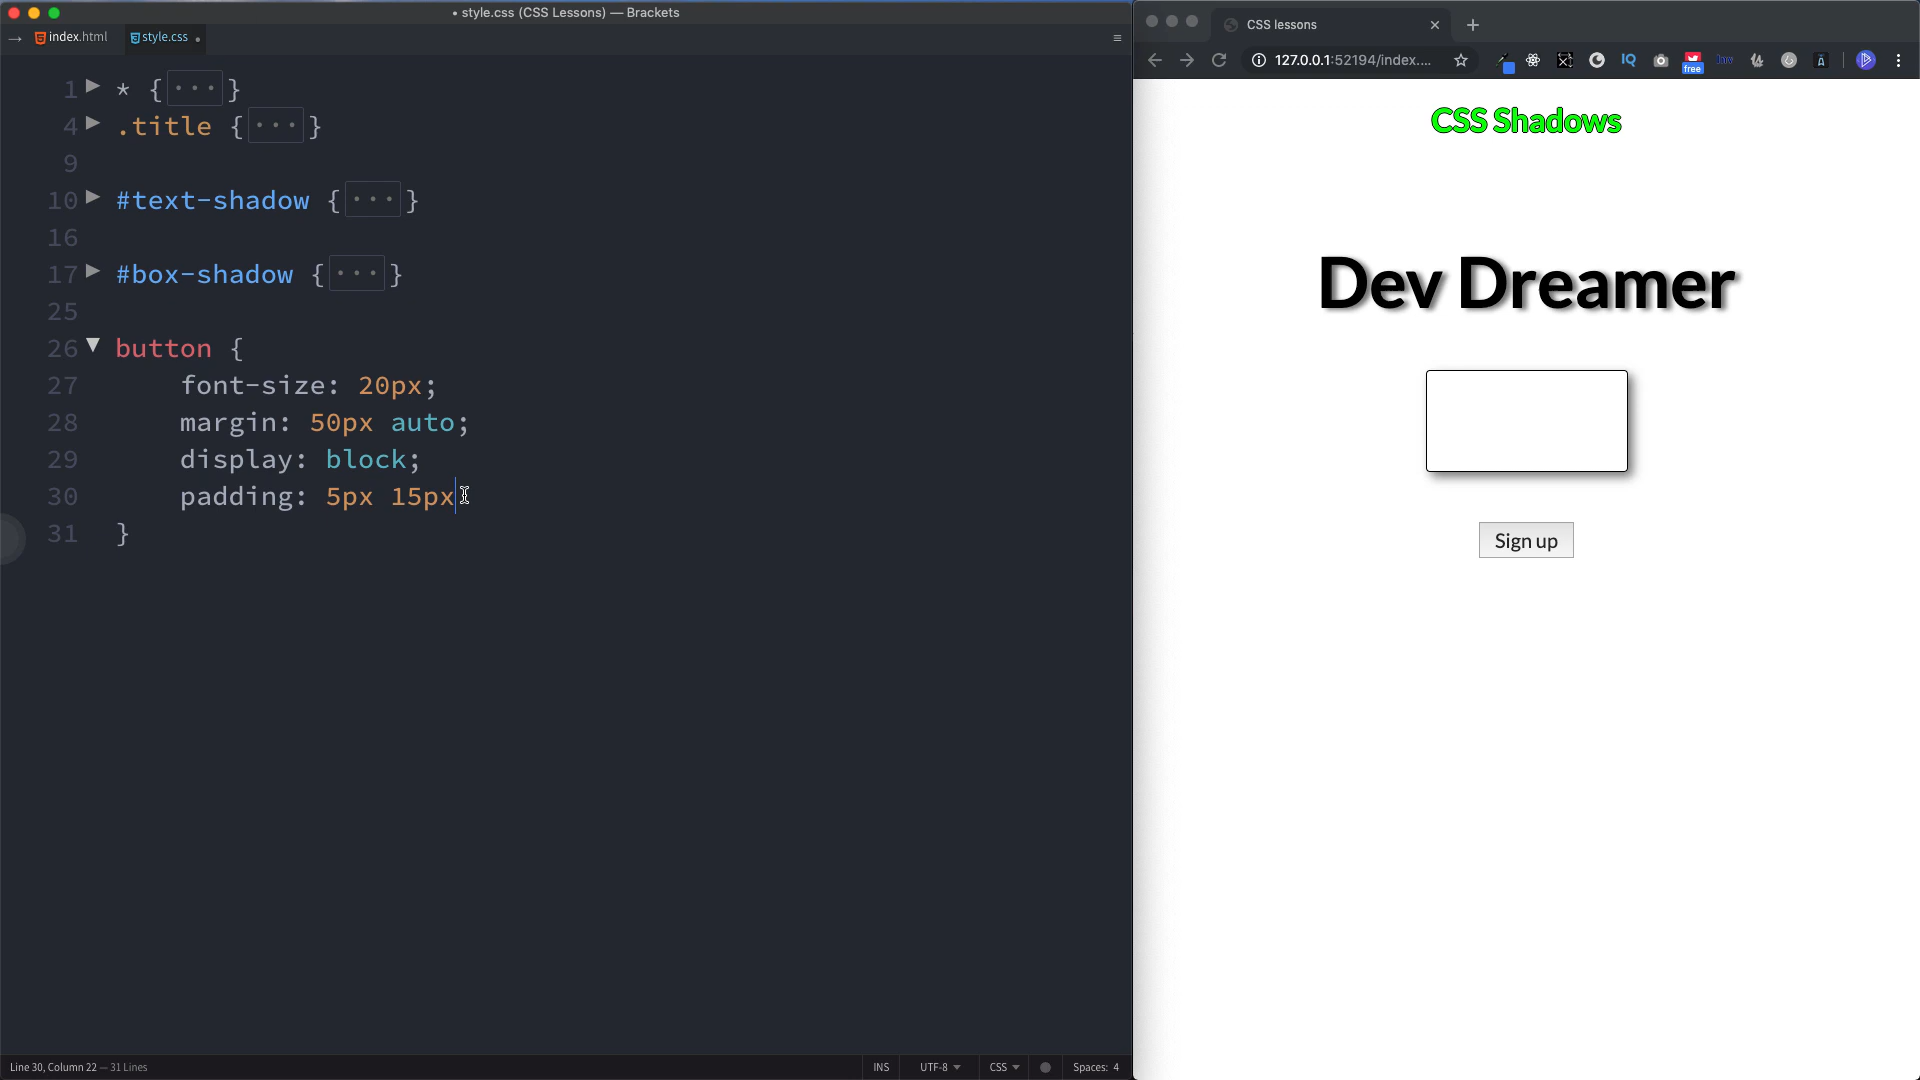 • style.css (CSS Lessons) — Brackets
index.html
style.css •
1 * {...}
4 .title {...}
9
10 #text-shadow {...}
16
17 #box-shadow {...}
25
26 button {
27 font-size: 20px;
28 margin: 50px auto;
29 display: block;
30 padding: 5px 15px
31 }
Line 30, Column 22 — 31 Lines
INS
UTF-8
CSS
Spaces: 4
CSS lessons
127.0.0.1:52194/index....
IQ
free
CSS Shadows
Dev Dreamer
Sign up